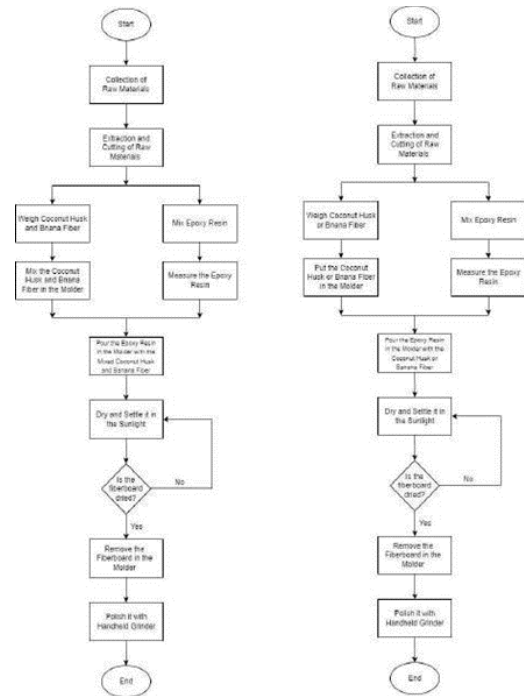 Start
Collection of
Raw Materials
Extraction and
Cutting of Raw
Materials
Weigh Coconut Husk
and Bnana Fiber
Mix Epoxy Resin
Mix the Coconut
Husk and Bnana
Fiber in the Molder
Measure the Epoxy
Resin
Pour the Epoxy Resin
in the Molder with the
Mixed Coconut Husk
and Banana Fiber
Dry and Settle it in
the Sunlight
Is the
fiberboard
dried?
No
Yes
Remove the
Fiberboard in the
Molder
Polish it with
Handheld Grinder
End
Start
Collection of
Raw Materials
Extraction and
Cutting of Raw
Materials
Weigh Coconut Husk
or Bnana Fiber
Mix Epoxy Resin
Put the Coconut
Husk or Bnana Fiber
in the Molder
Measure the Epoxy
Resin
Pour the Epoxy Resin
in the Molder with the
Coconut Husk or
Banana Fiber
Dry and Settle it in
the Sunlight
Is the
fiberboard
dried?
No
Yes
Remove the
Fiberboard in the
Molder
Polish it with
Handheld Grinder
End